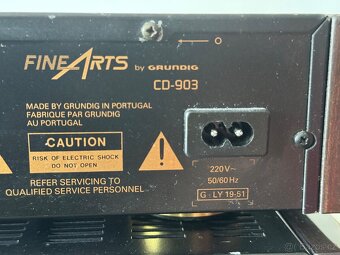 FINEARTS by GRUNDIG
CD-903
MADE BY GRUNDIG IN PORTUGAL
FABRIQUE PAR GRUNDIG
AU PORTUGAL
CAUTION
RISK OF ELECTRIC SHOCK
DO NOT OPEN
REFER SERVICING TO
QUALIFIED SERVICE PERSONNEL
220V~
50/60Hz
G - LY 19-51